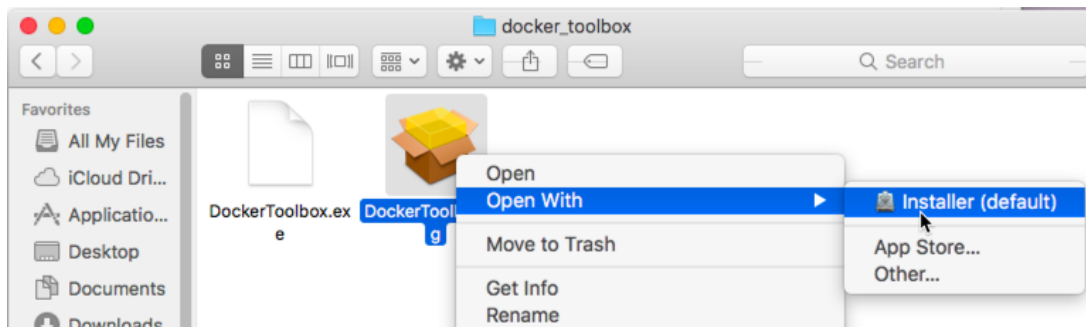 docker_toolbox
Search
Favorites
All My Files
iCloud Dri...
Applicatio...
Desktop
Documents
Downloads
DockerToolbox.ex
e
DockerTool
g
Open
Open With
Move to Trash
Get Info
Rename
Installer (default)
App Store...
Other...